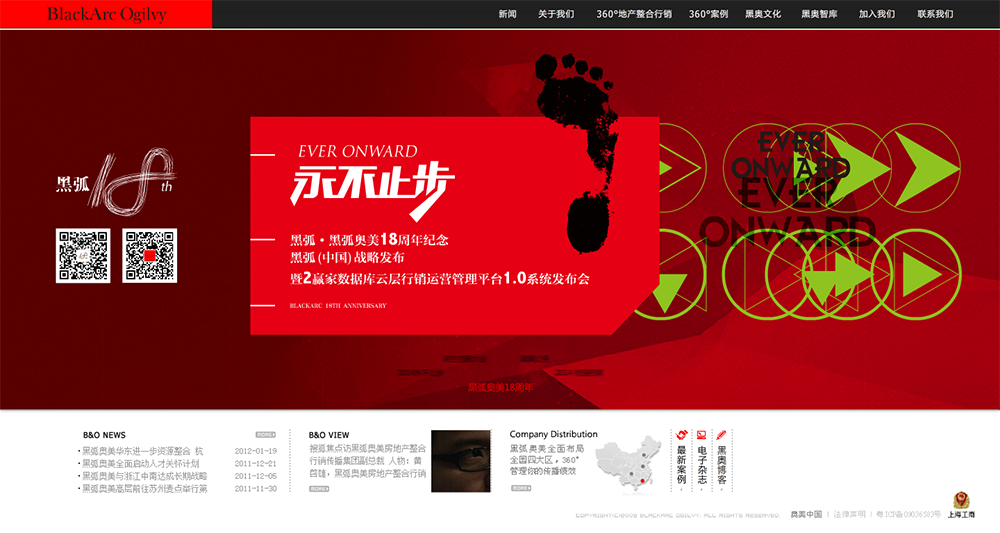 BlackArc Ogilvy
新闻 关于我们 360°地产整合行销 360°案例 黑奥文化 黑奥智库 加入我们 联系我们
黑弧 18th
EVER ONWARD
永不止步
黑弧·黑弧奥美18周年纪念
黑弧(中国)战略发布
暨2赢家数据库云层行销运营管理平台1.0系统发布会
BLACKARC 18TH ANNIVERSARY
EVER
ONWARD
EVER
ONWARD
黑弧奥美18周年
B&O NEWS MORE
黑弧奥美华东进一步资源整合 杭 2012-01-19
黑弧奥美全面启动人才关怀计划 2011-12-21
黑弧奥美与浙江中南达成长期战略 2011-12-05
黑弧奥美高层前往苏州麦点举行第 2011-11-30
B&O VIEW
搜狐焦点访黑弧奥美房地产整合
行销传播集团副总裁 人物：黄
首雄，黑弧奥美房地产整合行销
MORE
Company Distribution
黑弧奥美全面布局
全国四大区，360°
管理你的传播绩效
MORE
最新案例
电子杂志
黑奥博客
COPYRIGHT(C)2008 BLACKARC OGILVY. ALL RIGHTS RESERVED. 奥美中国 | 法律声明 | 粤ICP备09036583号 上海工商